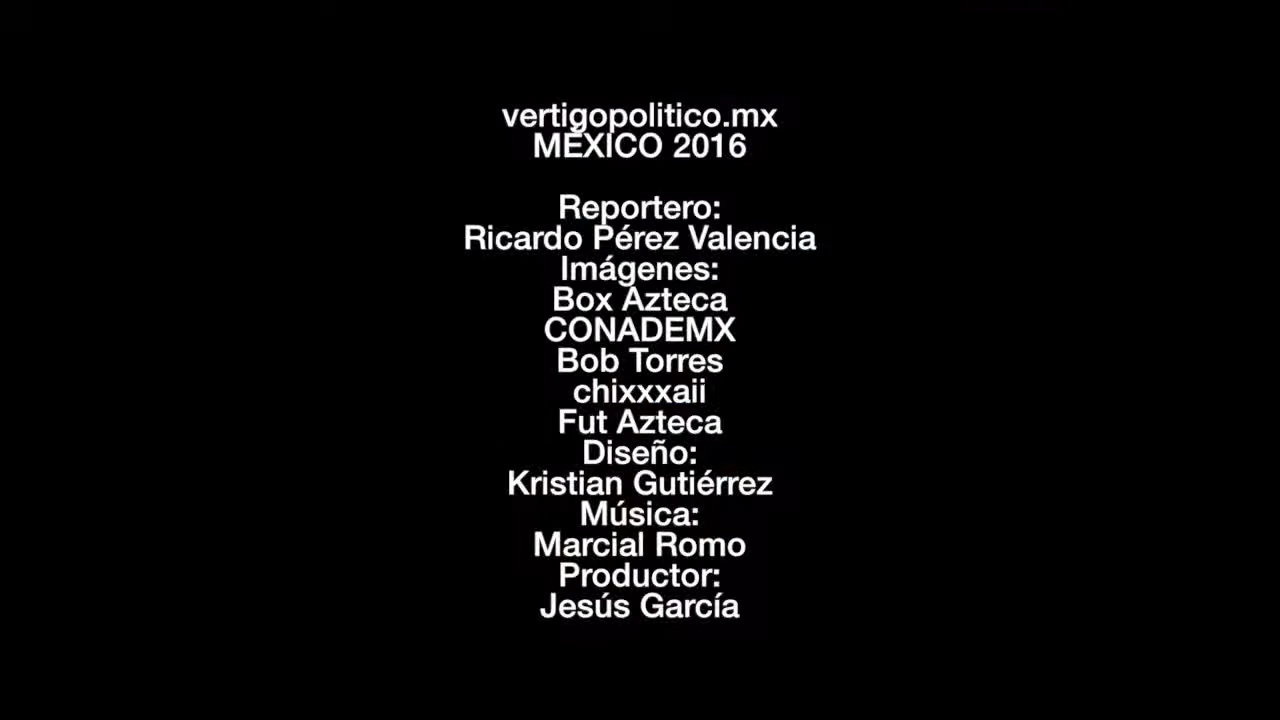 vertigopolitico.mx
MÉXICO 2016
Reportero:
Ricardo Pérez Valencia
Imágenes:
Box Azteca
CONADEMX
Bob Torres
chixxxaii
Fut Azteca
Diseño:
Kristian Gutiérrez
Música:
Marcial Romo
Productor:
Jesús García